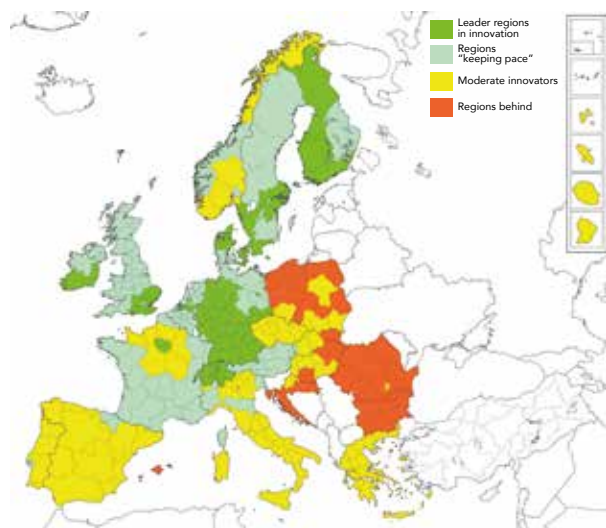 Leader regions
in innovation
Regions
“keeping pace“
Moderate innovators
Regions behind